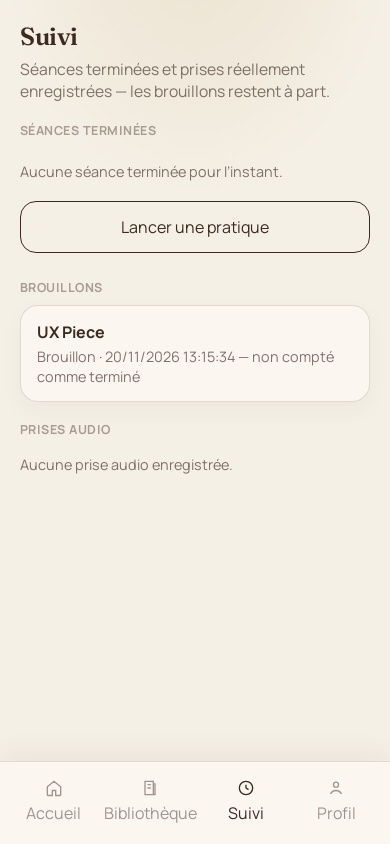 Suivi
Séances terminées et prises réellement
enregistrées — les brouillons restent à part.
SÉANCES TERMINÉES
Aucune séance terminée pour l'instant.
Lancer une pratique
BROUILLONS
UX Piece
Brouillon · 20/11/2026 13:15:34 — non compté
comme terminé
PRISES AUDIO
Aucune prise audio enregistrée.
Accueil
Bibliothèque
Suivi
Profil